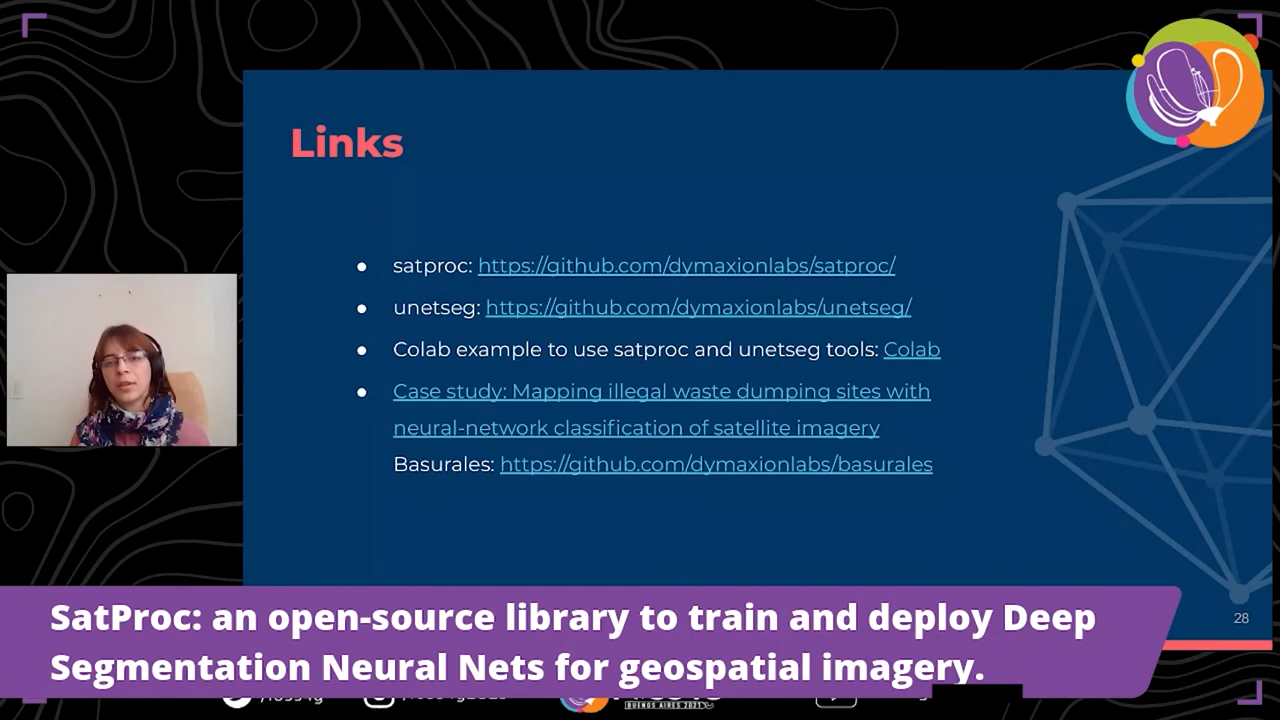 Links
● satproc: https://github.com/dymaxionlabs/satproc/
● unetseg: https://github.com/dymaxionlabs/unetseg/
● Colab example to use satproc and unetseg tools: Colab
● Case study: Mapping illegal waste dumping sites with
neural-network classification of satellite imagery
Basurales: https://github.com/dymaxionlabs/basurales
28
SatProc: an open-source library to train and deploy Deep
Segmentation Neural Nets for geospatial imagery.
BUENOS AIRES 2021